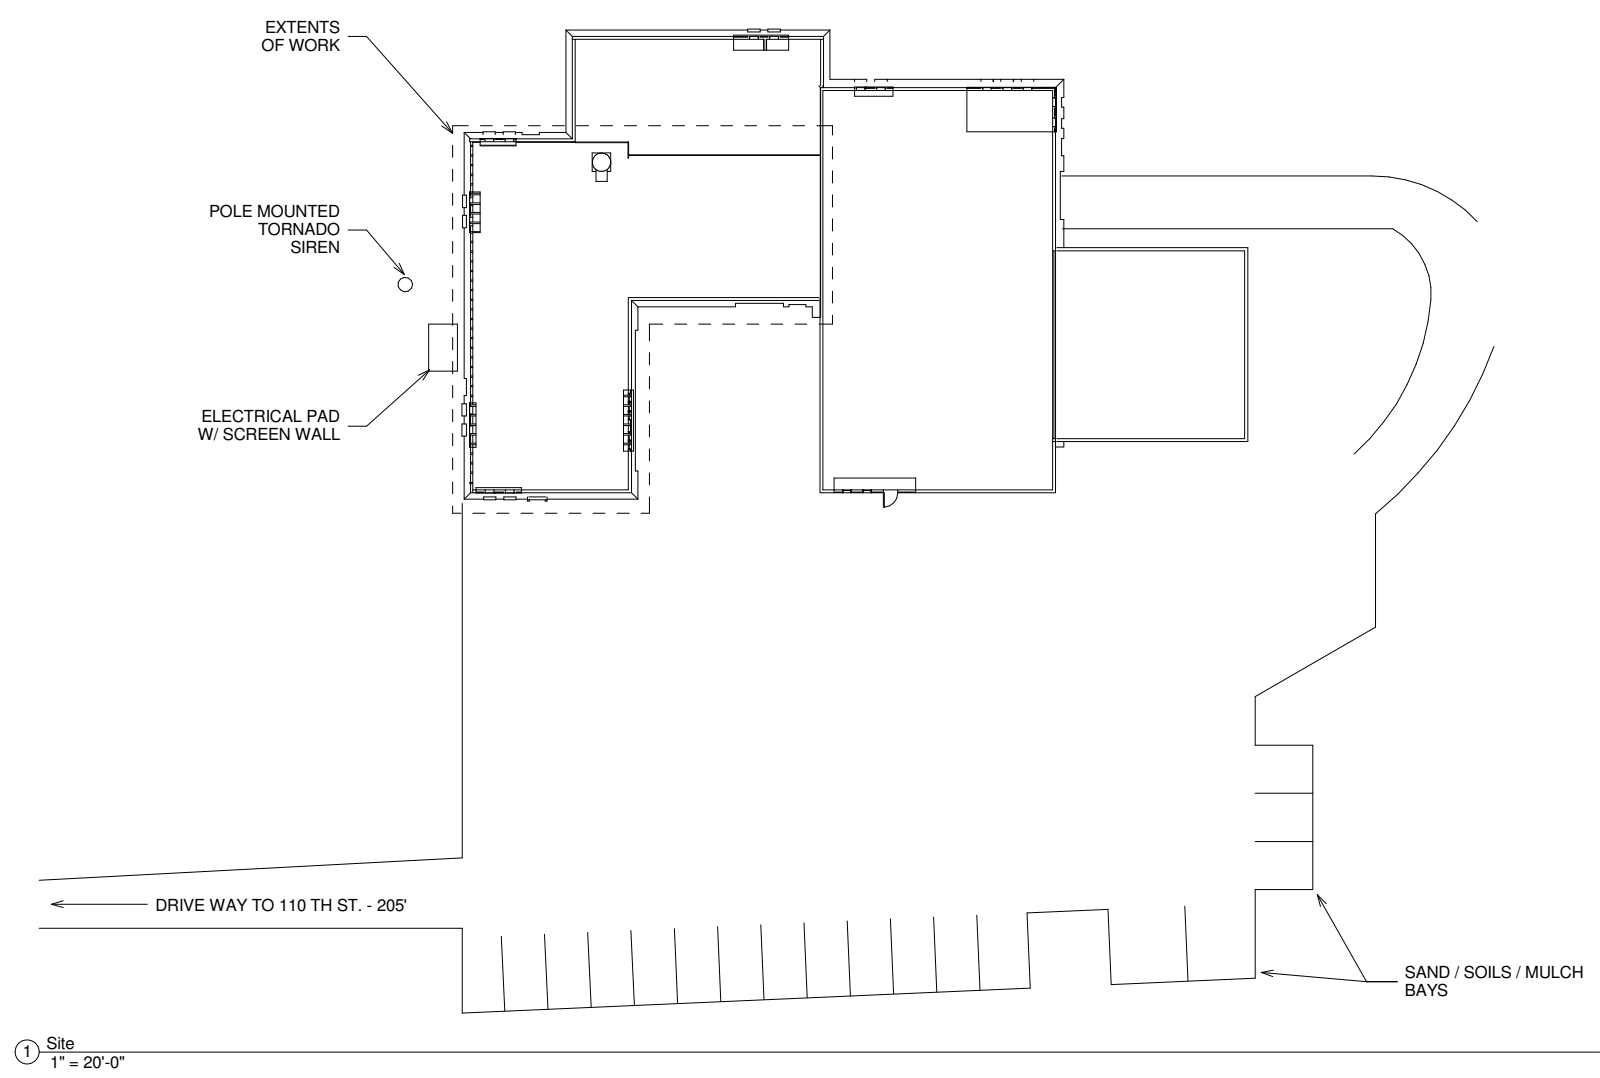 EXTENTS
OF WORK
POLE MOUNTED
TORNADO
SIREN
ELECTRICAL PAD
W/ SCREEN WALL
DRIVE WAY TO 110 TH ST. - 205'
SAND / SOILS / MULCH
BAYS
1
Site
1" = 20'-0"